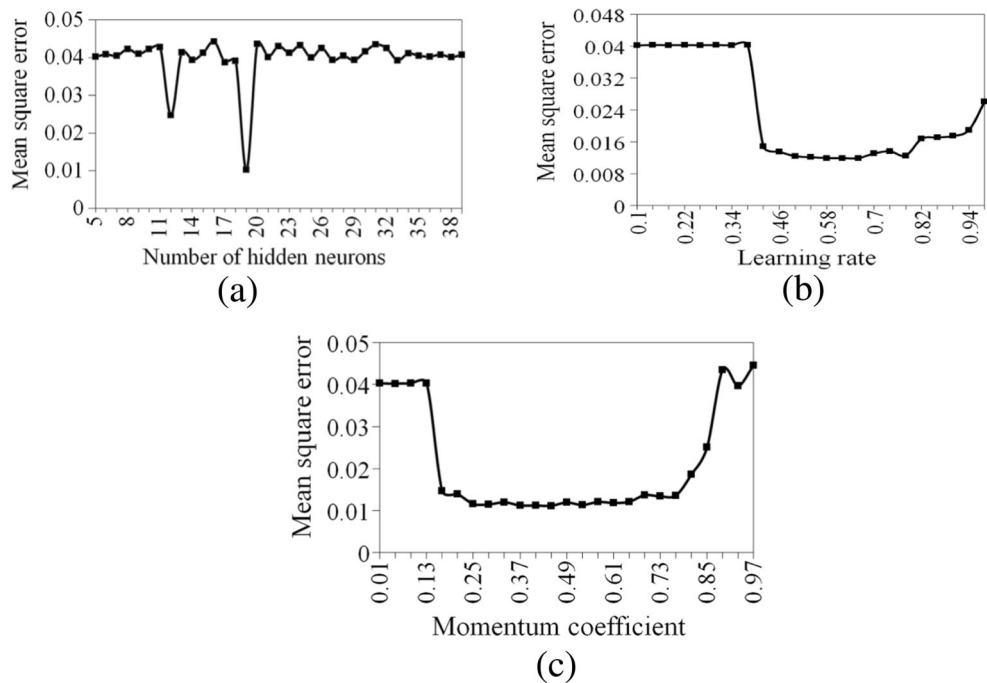 0.05
0.04
0.03
0.02
0.01
0
Mean square error
5 8 11 14 17 20 23 26 29 32 35 38
Number of hidden neurons
(a)
0.048
0.04
0.032
0.024
0.016
0.008
0
Mean square error
0.1 0.22 0.34 0.46 0.58 0.7 0.82 0.94
Learning rate
(b)
0.05
0.04
0.03
0.02
0.01
0
Mean square error
0.01 0.13 0.25 0.37 0.49 0.61 0.73 0.85 0.97
Momentum coefficient
(c)